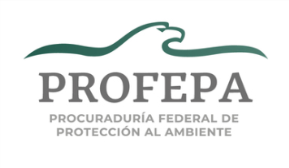 PROFEPA
PROCURADURÍA FEDERAL DE
PROTECCIÓN AL AMBIENTE